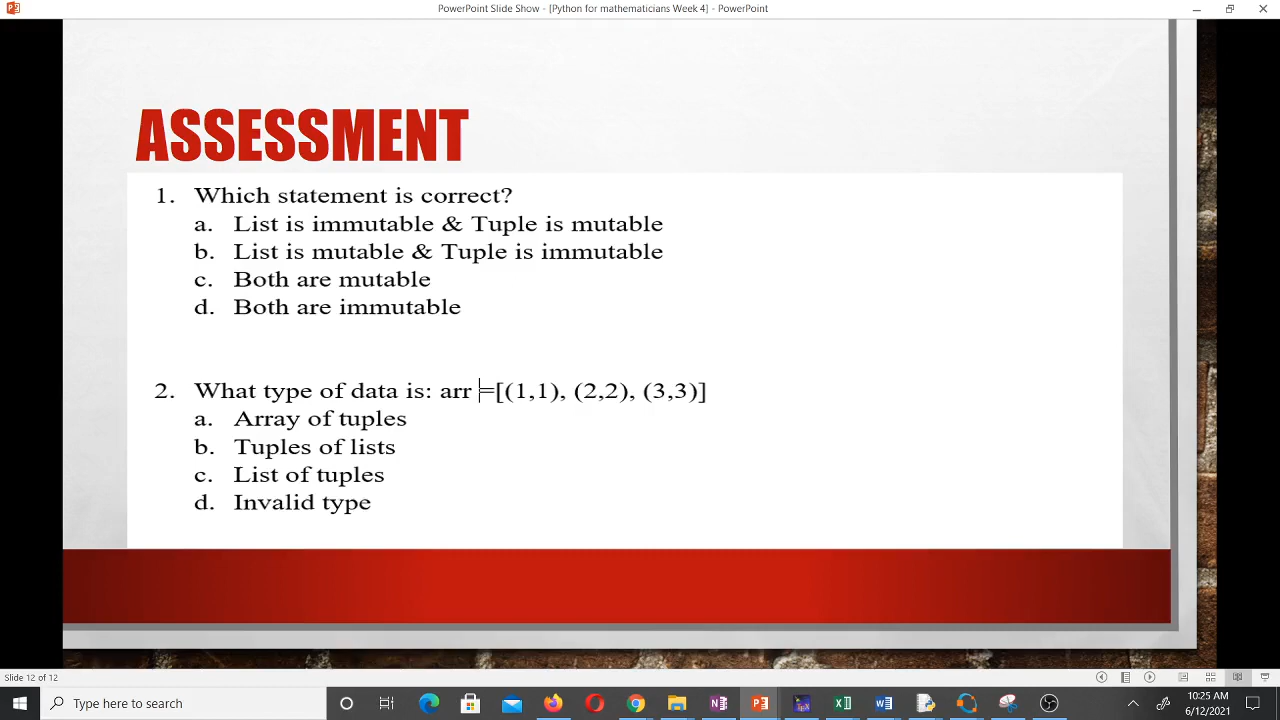 PowerPoint Slide Show - [Python for mathematicians Week 4] - PowerPoint
ASSESSMENT
1. Which statement is correct?
a. List is immutable & Tuple is mutable
b. List is mutable & Tuple is immutable
c. Both are mutable
d. Both are immutable
2. What type of data is: arr =[(1,1), (2,2), (3,3)]
a. Array of tuples
b. Tuples of lists
c. List of tuples
d. Invalid type
Slide 12 of 12
Type here to search
10:25 AM
6/12/2021